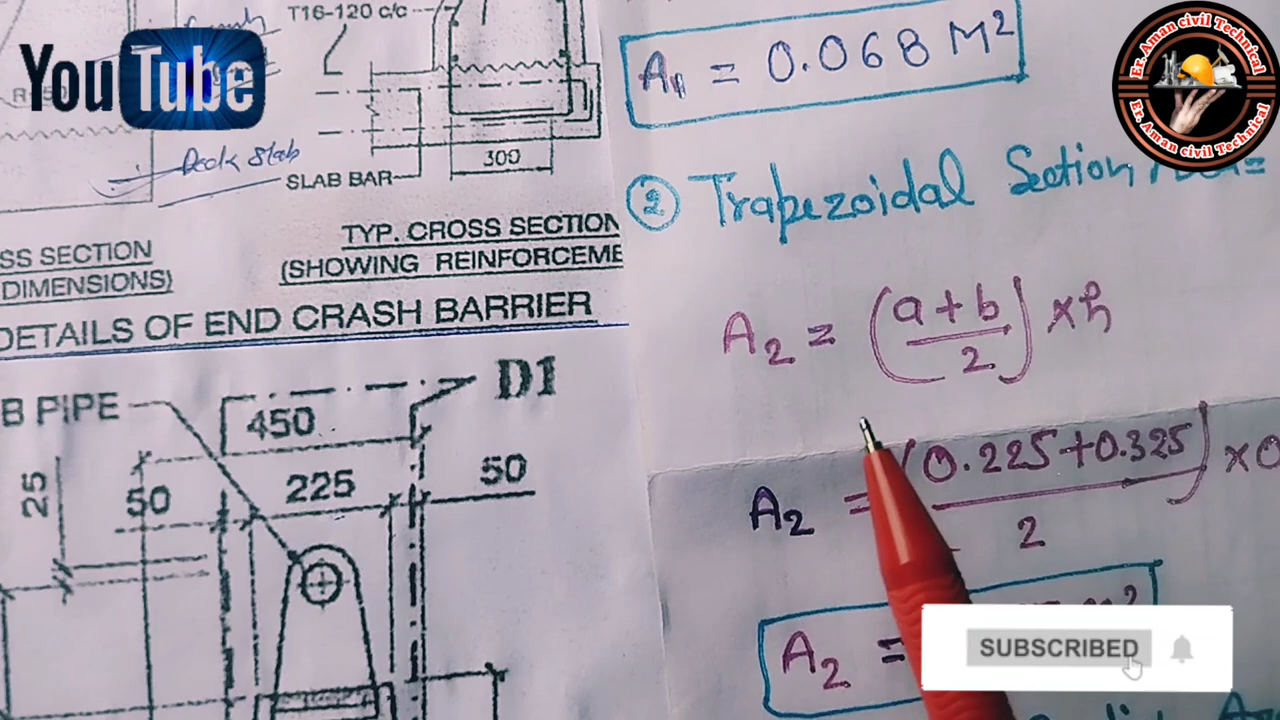 YouTube
T16-120 c/c
Deck Slab
300
SLAB BAR
SS SECTION
DIMENSIONS)
TYP. CROSS SECTION
(SHOWING REINFORCEME
DETAILS OF END CRASH BARRIER
B PIPE
D1
450
25
50
225
50
A1 = 0.068 M²
② Trapezoidal Section
A2 = (a+b/2) × h
A2 = (0.225+0.325/2) × 0
A2 =
Er. Aman civil Technical
Er. Aman civil Technical
SUBSCRIBED